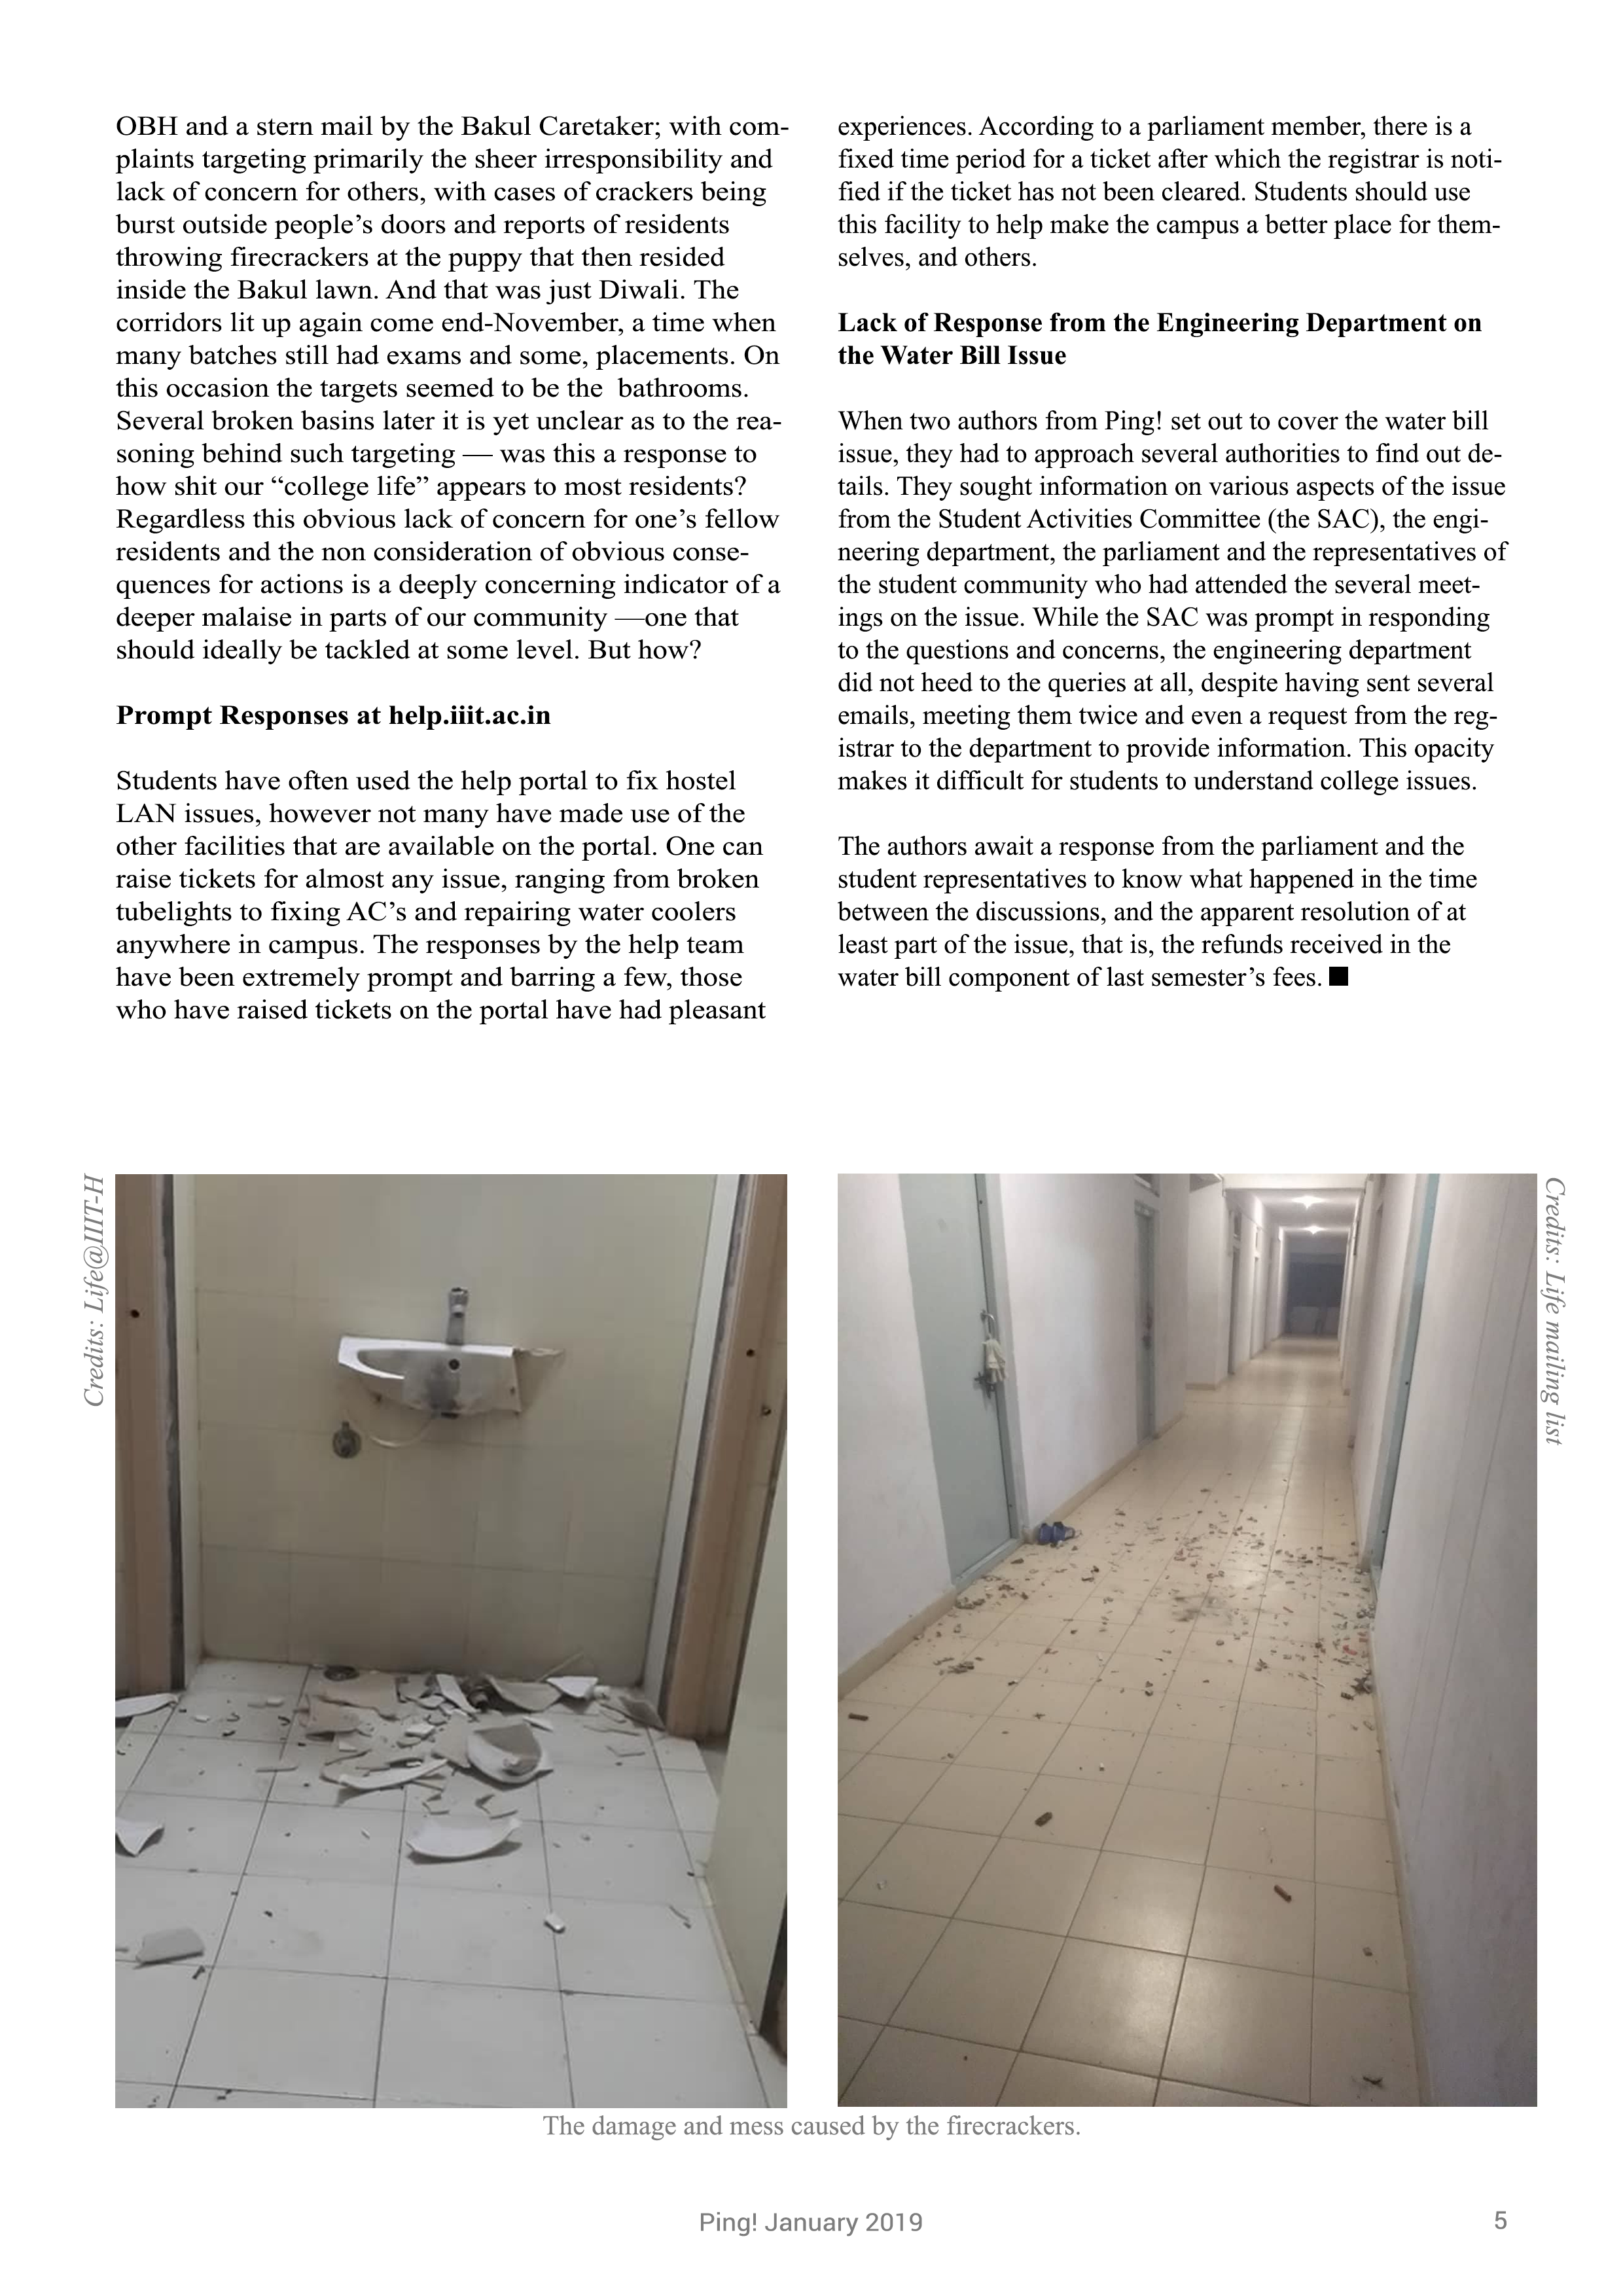 OBH and a stern mail by the Bakul Caretaker; with com-
plaints targeting primarily the sheer irresponsibility and
lack of concern for others, with cases of crackers being
burst outside people’s doors and reports of residents
throwing firecrackers at the puppy that then resided
inside the Bakul lawn. And that was just Diwali. The
corridors lit up again come end-November, a time when
many batches still had exams and some, placements. On
this occasion the targets seemed to be the  bathrooms.
Several broken basins later it is yet unclear as to the rea-
soning behind such targeting — was this a response to
how shit our “college life” appears to most residents?
Regardless this obvious lack of concern for one’s fellow
residents and the non consideration of obvious conse-
quences for actions is a deeply concerning indicator of a
deeper malaise in parts of our community —one that
should ideally be tackled at some level. But how?
Prompt Responses at help.iiit.ac.in
Students have often used the help portal to fix hostel
LAN issues, however not many have made use of the
other facilities that are available on the portal. One can
raise tickets for almost any issue, ranging from broken
tubelights to fixing AC’s and repairing water coolers
anywhere in campus. The responses by the help team
have been extremely prompt and barring a few, those
who have raised tickets on the portal have had pleasant
experiences. According to a parliament member, there is a
fixed time period for a ticket after which the registrar is noti-
fied if the ticket has not been cleared. Students should use
this facility to help make the campus a better place for them-
selves, and others.
Lack of Response from the Engineering Department on
the Water Bill Issue
When two authors from Ping! set out to cover the water bill
issue, they had to approach several authorities to find out de-
tails. They sought information on various aspects of the issue
from the Student Activities Committee (the SAC), the engi-
neering department, the parliament and the representatives of
the student community who had attended the several meet-
ings on the issue. While the SAC was prompt in responding
to the questions and concerns, the engineering department
did not heed to the queries at all, despite having sent several
emails, meeting them twice and even a request from the reg-
istrar to the department to provide information. This opacity
makes it difficult for students to understand college issues.
The authors await a response from the parliament and the
student representatives to know what happened in the time
between the discussions, and the apparent resolution of at
least part of the issue, that is, the refunds received in the
water bill component of last semester’s fees. ■
Credits: Life@IIIT-H
Credits: Life mailing list
The damage and mess caused by the firecrackers.
Ping! January 2019
5